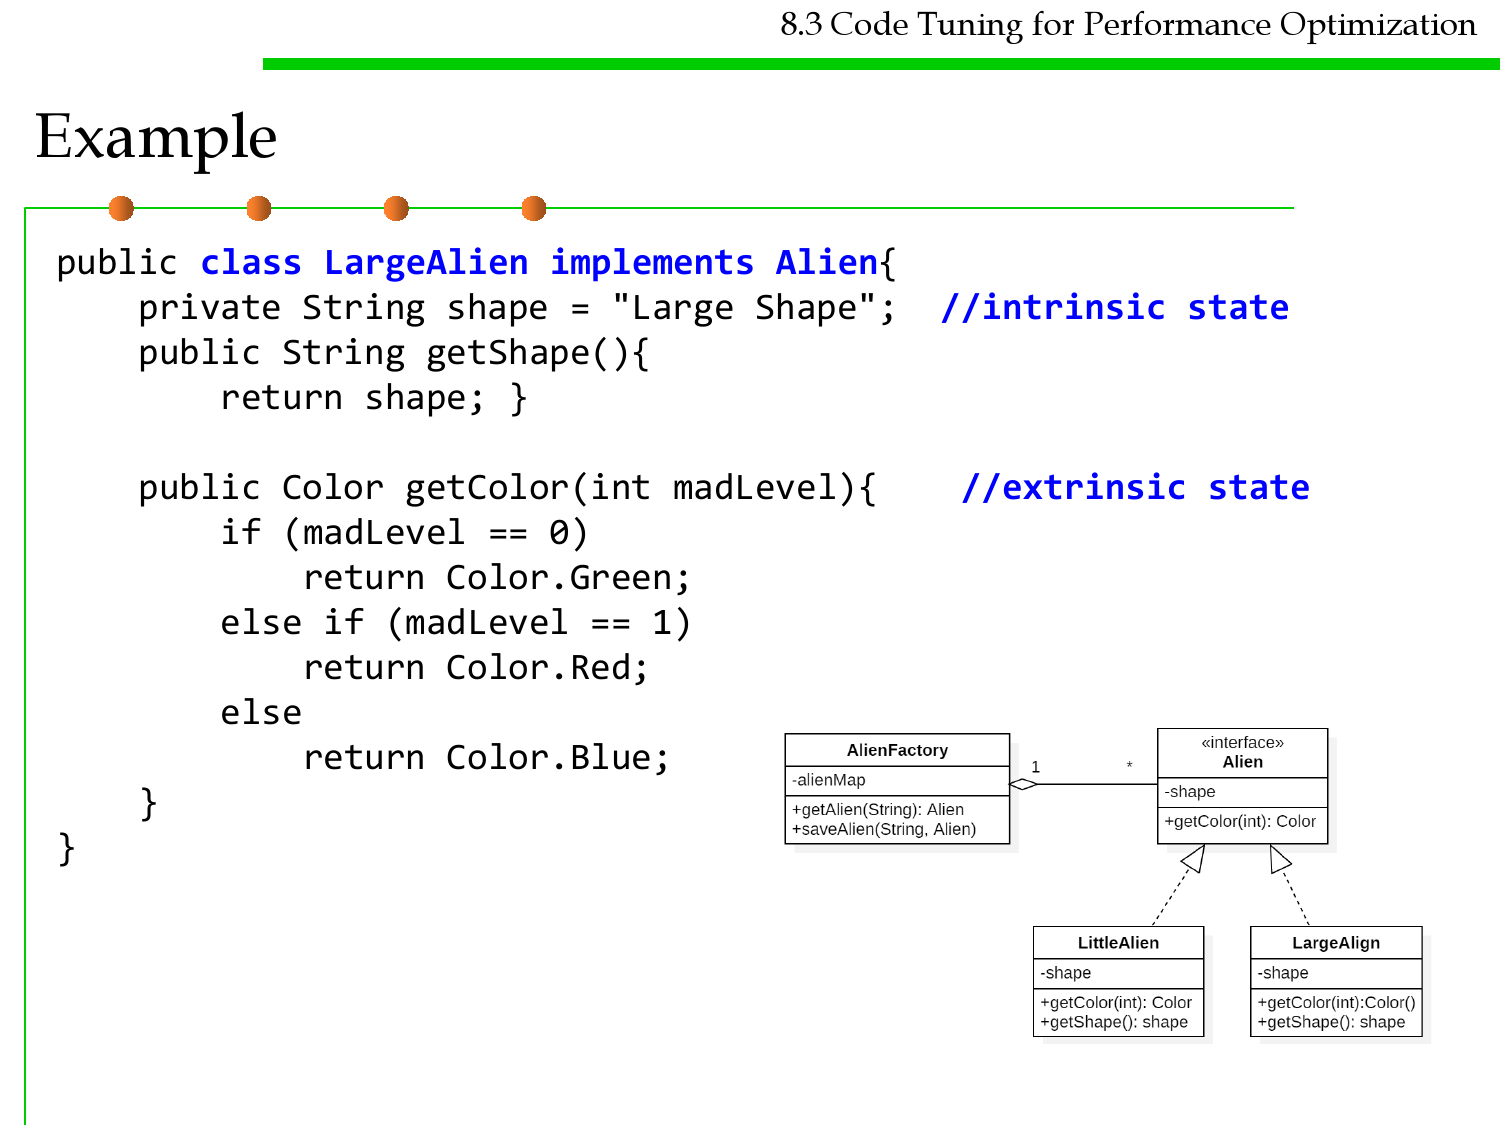 8.3 Code Tuning for Performance Optimization
Example
public class LargeAlien implements Alien{
    private String shape = "Large Shape";  //intrinsic state
    public String getShape(){
        return shape; }
    public Color getColor(int madLevel){    //extrinsic state
        if (madLevel == 0)
            return Color.Green;
        else if (madLevel == 1)
            return Color.Red;
        else
            return Color.Blue;
    }
}
AlienFactory
-alienMap
+getAlien(String): Alien
+saveAlien(String, Alien)
1
*
«interface»
Alien
-shape
+getColor(int): Color
LittleAlien
-shape
+getColor(int): Color
+getShape(): shape
LargeAlign
-shape
+getColor(int):Color()
+getShape(): shape